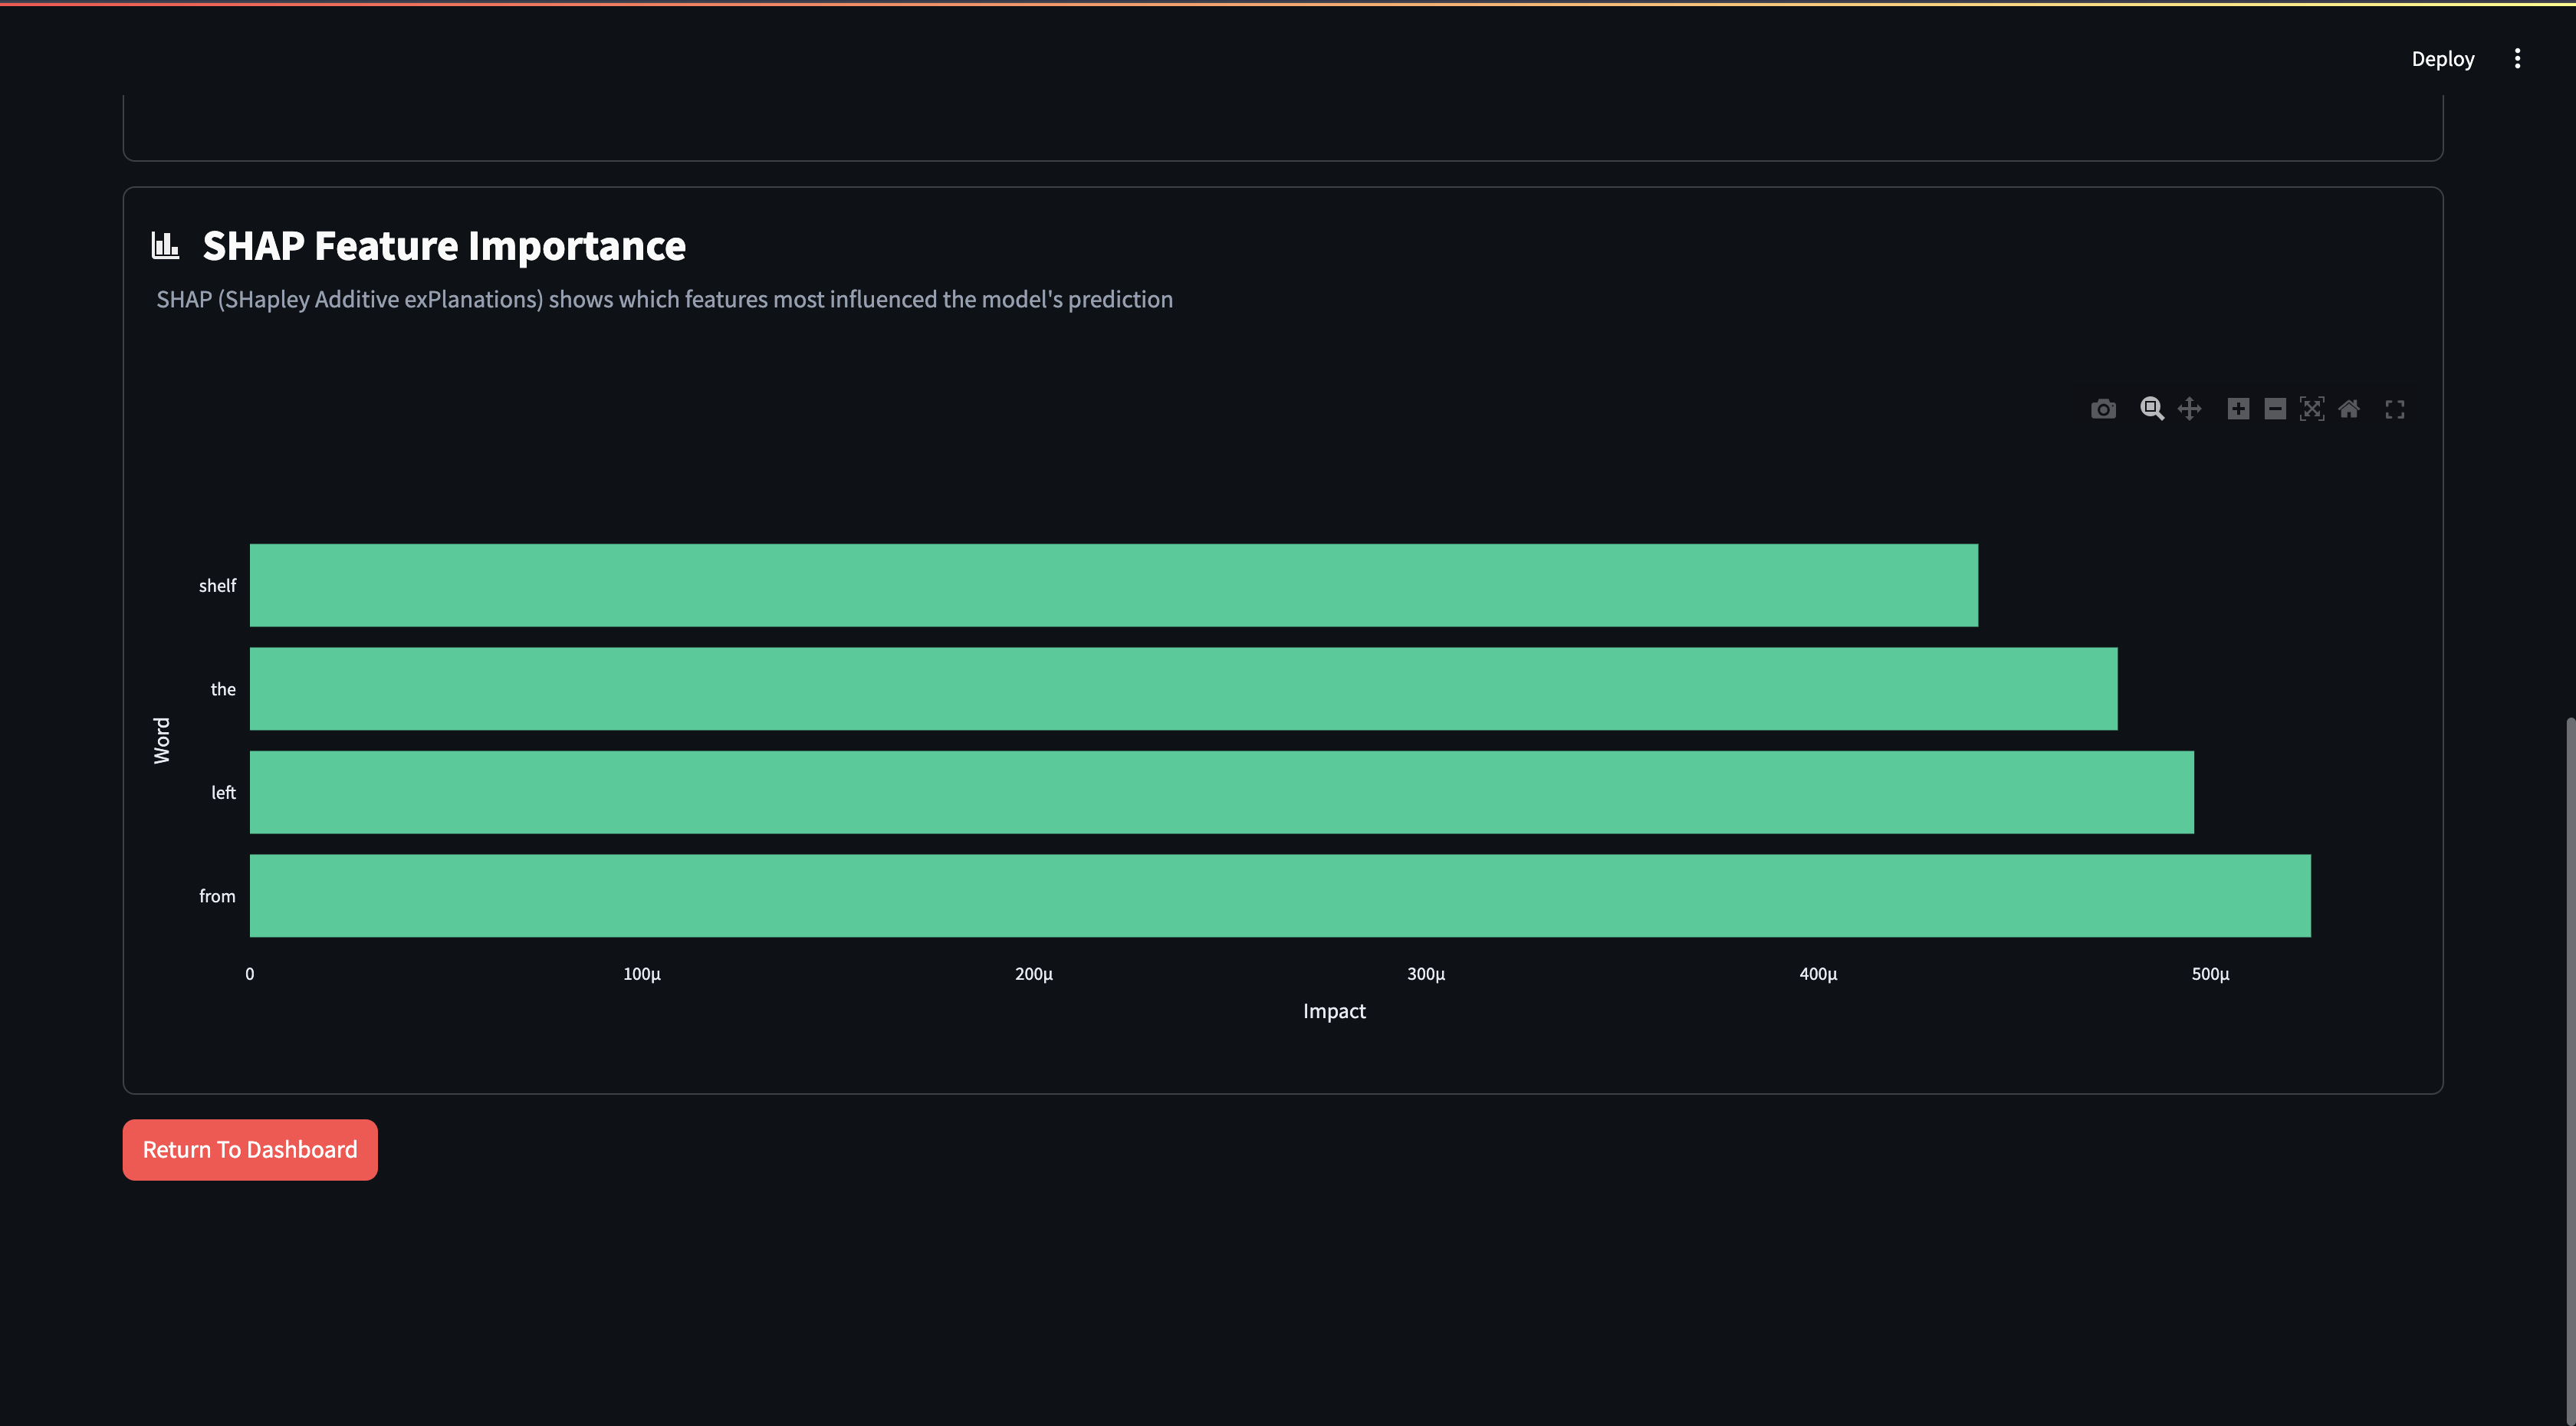 Deploy
SHAP Feature Importance
SHAP (SHapley Additive exPlanations) shows which features most influenced the model's prediction
shelf
the
Word
left
from
0 100μ 200μ 300μ 400μ 500μ
Impact
Return To Dashboard